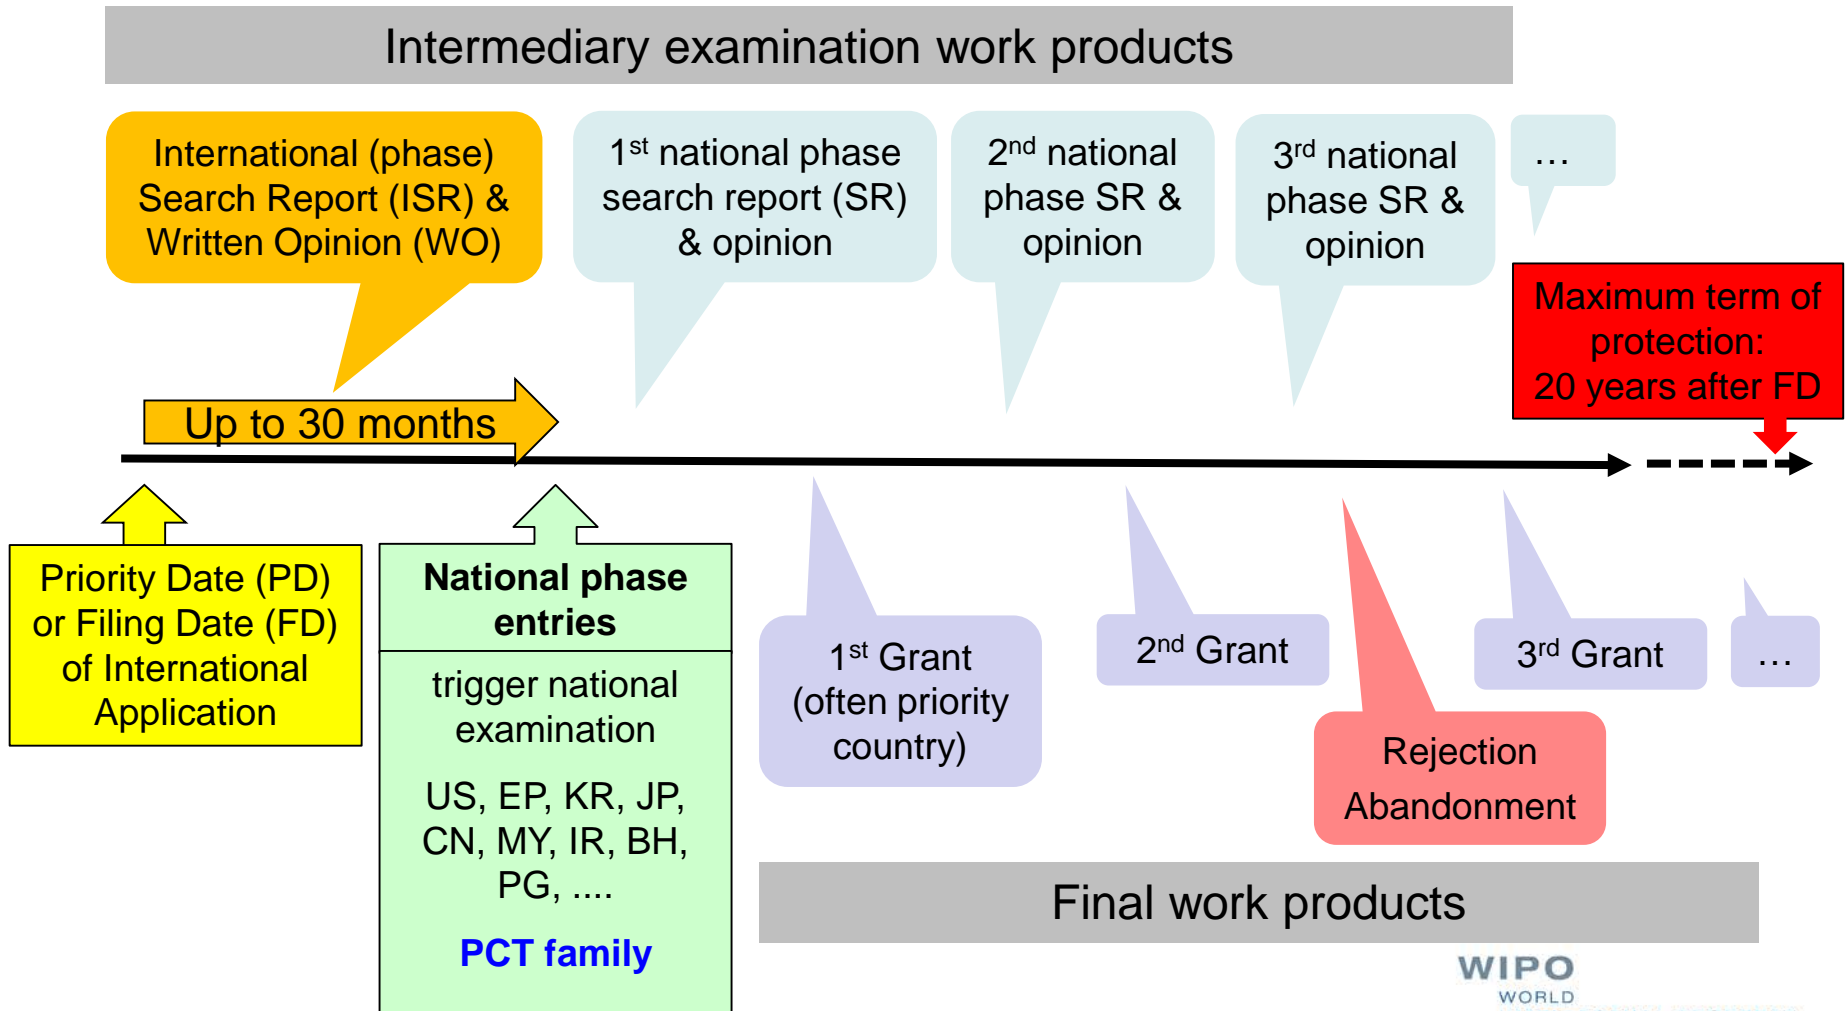 Intermediary examination work products
International (phase)
Search Report (ISR) &
Written Opinion (WO)
1st national phase
search report (SR)
& opinion
2nd national
phase SR &
opinion
3rd national
phase SR &
opinion
…
Maximum term of
protection:
20 years after FD
Up to 30 months
Priority Date (PD)
or Filing Date (FD)
of International
Application
National phase
entries
trigger national
examination
US, EP, KR, JP,
CN, MY, IR, BH,
PG, ....
PCT family
1st Grant
(often priority
country)
2nd Grant
Rejection
Abandonment
3rd Grant
…
Final work products
WIPO
WORLD